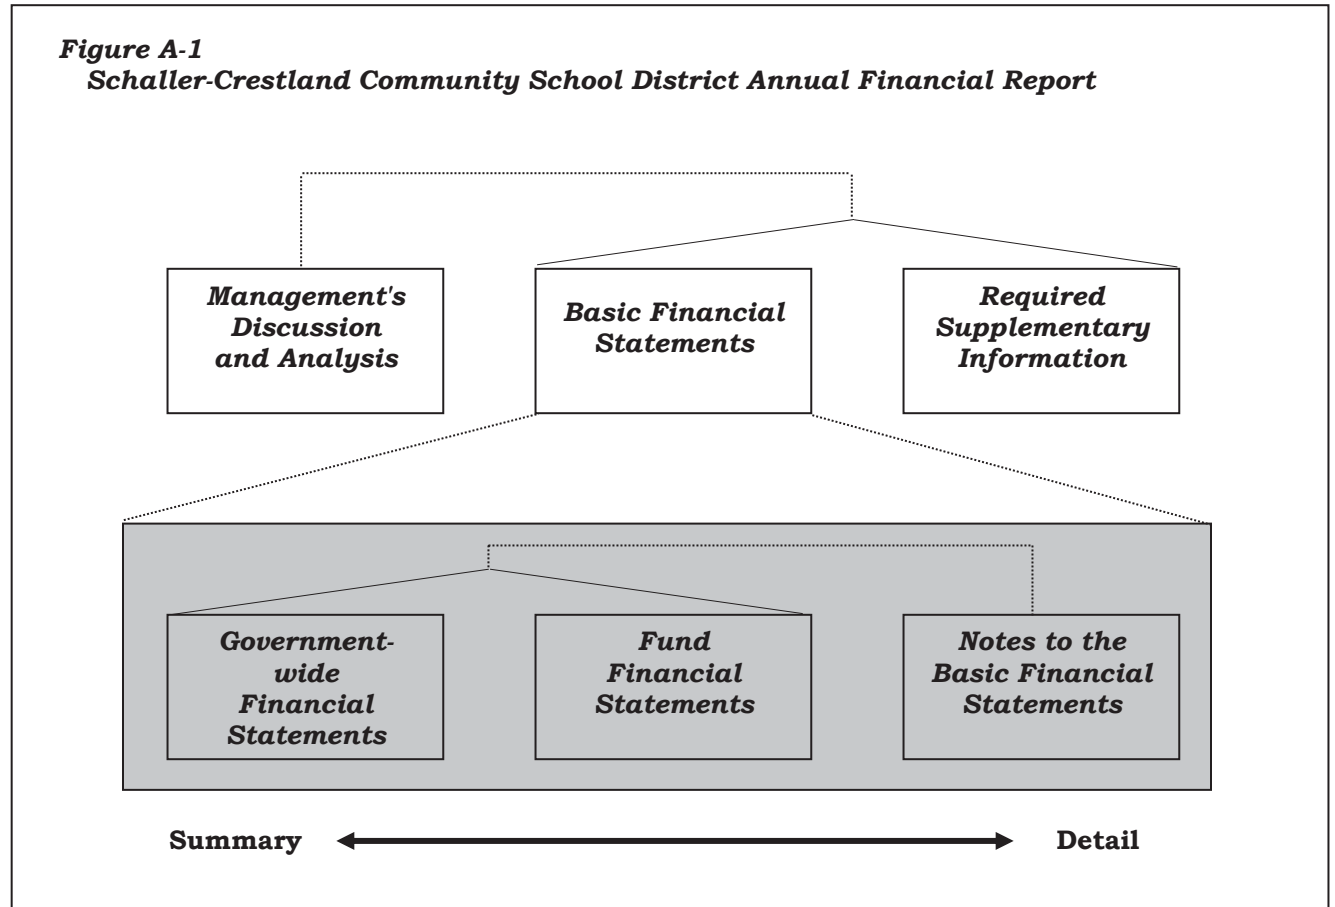 Figure A-1
Schaller-Crestland Community School District Annual Financial Report
Management's
Discussion
and Analysis
Basic Financial
Statements
Required
Supplementary
Information
Government-
wide
Financial
Statements
Fund
Financial
Statements
Notes to the
Basic Financial
Statements
Summary
Detail